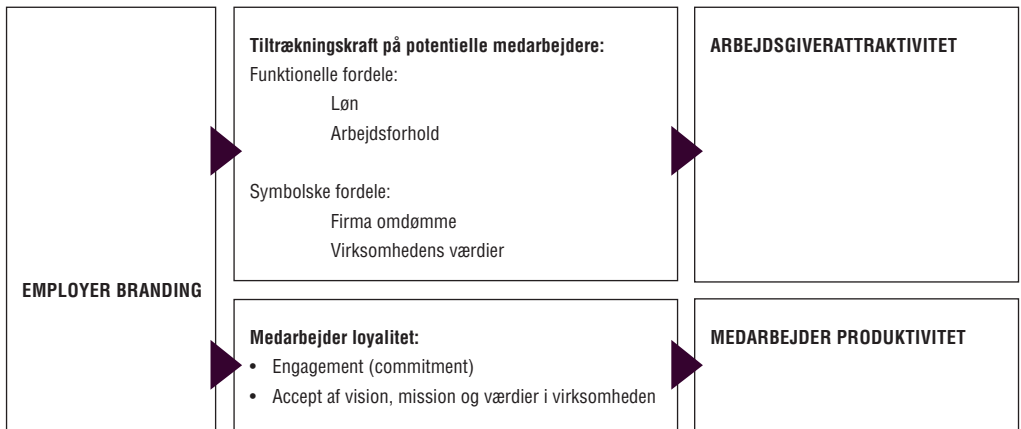 EMPLOYER BRANDING
Tiltrækningskraft på potentielle medarbejdere:
Funktionelle fordele:
Løn
Arbejdsforhold
Symbolske fordele:
Firma omdømme
Virksomhedens værdier
ARBEJDSGIVERATTRAKTIVITET
Medarbejder loyalitet:
• Engagement (commitment)
• Accept af vision, mission og værdier i virksomheden
MEDARBEJDER PRODUKTIVITET